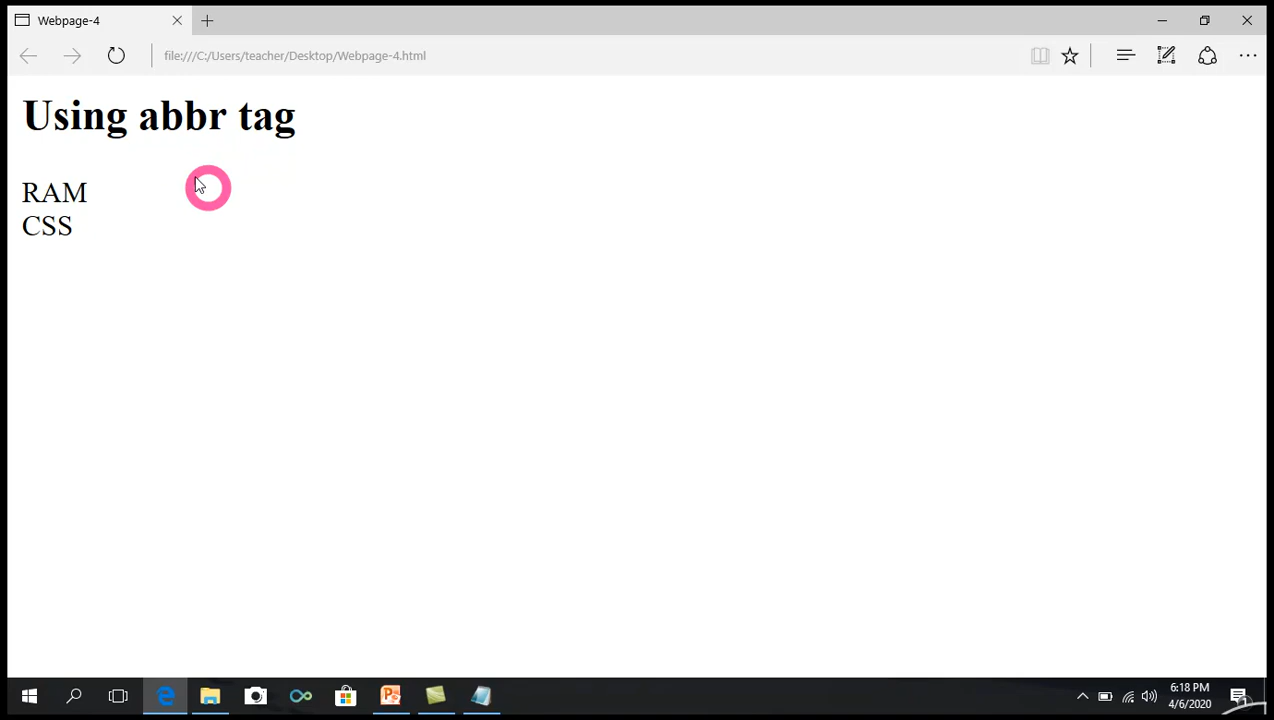 Webpage-4
file:///C:/Users/teacher/Desktop/Webpage-4.html
Using abbr tag
RAM
CSS
6:18 PM
4/6/2020